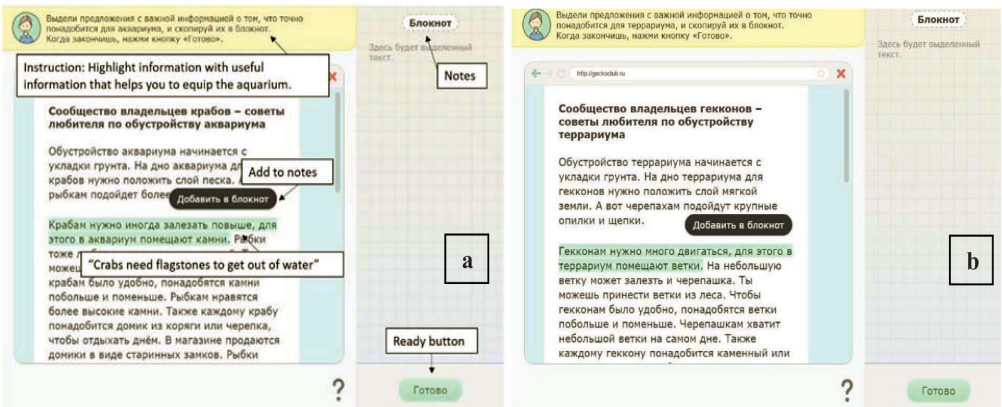 Выдели предложения с важной информацией о том, что точно
понадобится для аквариума, и скопируй их в блокнот.
Когда закончишь, нажми кнопку «Готово».
Instruction: Highlight information with useful
information that helps you to equip the aquarium.
Сообщество владельцев крабов – советы
любителя по обустройству аквариума
Обустройство аквариума начинается с
укладки грунта. На дно аквариума для
крабов нужно положить слой песка.
рыбкам подойдет более
Add to notes
Добавить в блокнот
Крабам нужно иногда залезать повыше, для
этого в аквариум помещают камни. Рыбки
тоже
“Crabs need flagstones to get out of water”
можешь
крабам было удобно, понадобятся камни
побольше и поменьше. Рыбкам нравятся
более высокие камни. Также каждому крабу
понадобится домик из коряги или черепка,
чтобы отдыхать днём. В магазине продаются
домики в виде старинных замков. Рыбки
?
Блокнот
Здесь будет выделенный
текст.
Notes
a
Ready button
Готово
Выдели предложения с важной информацией о том, что точно
понадобится для террариума, и скопируй их в блокнот.
Когда закончишь, нажми кнопку «Готово».
http://geckoclub.ru
Сообщество владельцев гекконов –
советы любителя по обустройству
террариума
Обустройство террариума начинается с
укладки грунта. На дно террариума для
гекконов нужно положить слой мягкой
земли. А вот черепахам подойдут крупные
опилки и щепки.
Добавить в блокнот
Гекконам нужно много двигаться, для этого в
террариум помещают ветки. На небольшую
ветку может залезть и черепашка. Ты
можешь принести ветки из леса. Чтобы
гекконам было удобно, понадобятся ветки
побольше и поменьше. Черепашкам хватит
небольшой ветки на самом дне. Также
каждому геккону понадобится каменный или
?
Блокнот
Здесь будет выделенный
текст.
b
Готово